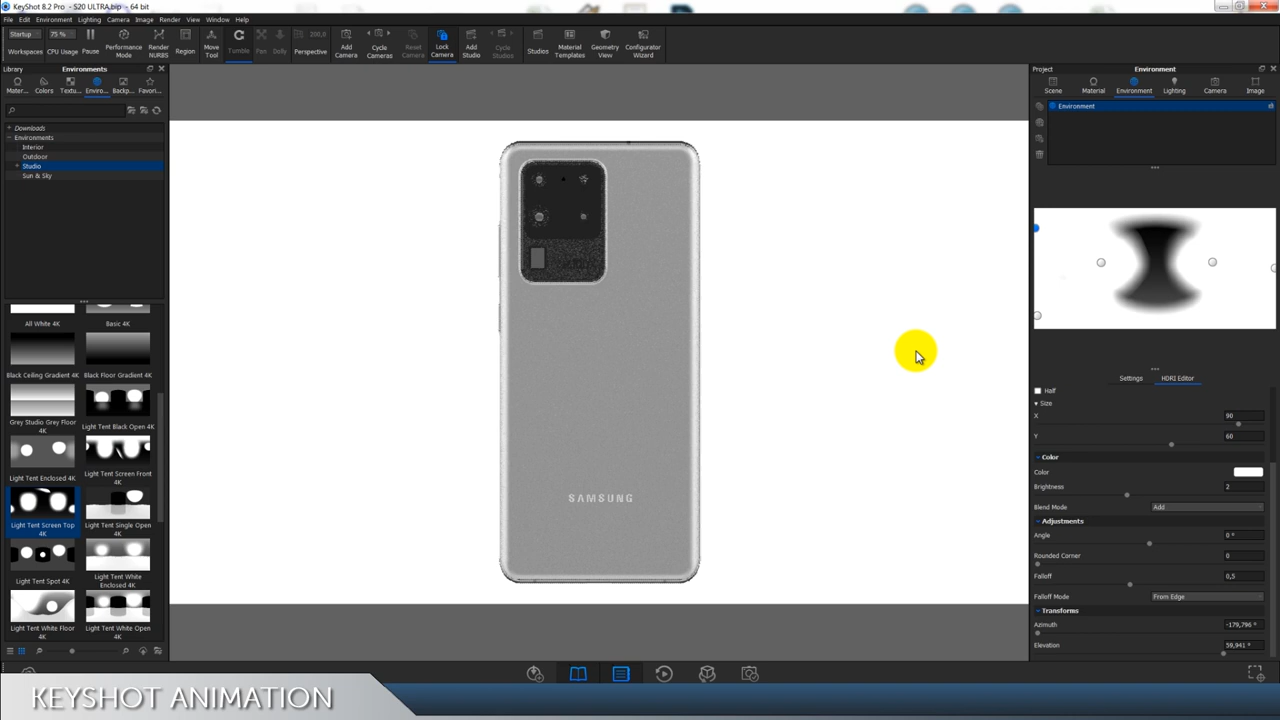 KeyShot 8.2 Pro - S20 ULTRA.bip - 64 bit
File Edit Environment Lighting Camera Image Render View Window Help
Startup 75 % 200,0
Workspaces CPU Usage Pause Performance Mode Render NURBS Region Move Tool Tumble Pan Dolly Perspective Add Camera Cycle Cameras Reset Camera Lock Camera Add Studio Cycle Studios Studios Material Templates Geometry View Configurator Wizard
Library Environments
Mater... Colors Textu... Enviro... Backp... Favori...
Downloads
Environments
Interior
Outdoor
Studio
Sun & Sky
All White 4K Basic 4K
Black Ceiling Gradient 4K Black Floor Gradient 4K
Grey Studio Grey Floor 4K Light Tent Black Open 4K
Light Tent Enclosed 4K Light Tent Screen Front 4K
Light Tent Screen Top 4K Light Tent Single Open 4K
Light Tent Spot 4K Light Tent White Enclosed 4K
Light Tent White Floor 4K Light Tent White Open 4K
SAMSUNG
Project Environment
Scene Material Environment Lighting Camera Image
Environment
Settings HDRI Editor
Half
Size
X 90
Y 60
Color
Color
Brightness 2
Blend Mode Add
Adjustments
Angle 0 °
Rounded Corner 0
Falloff 0,5
Falloff Mode From Edge
Transforms
Azimuth -179,796 °
Elevation 59,941 °
KEYSHOT ANIMATION